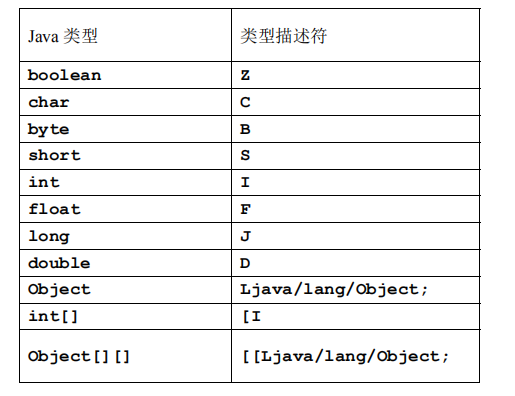 Java 类型 类型描述符
boolean Z
char C
byte B
short S
int I
float F
long J
double D
Object Ljava/lang/Object;
int[] [I
Object[][] [[Ljava/lang/Object;